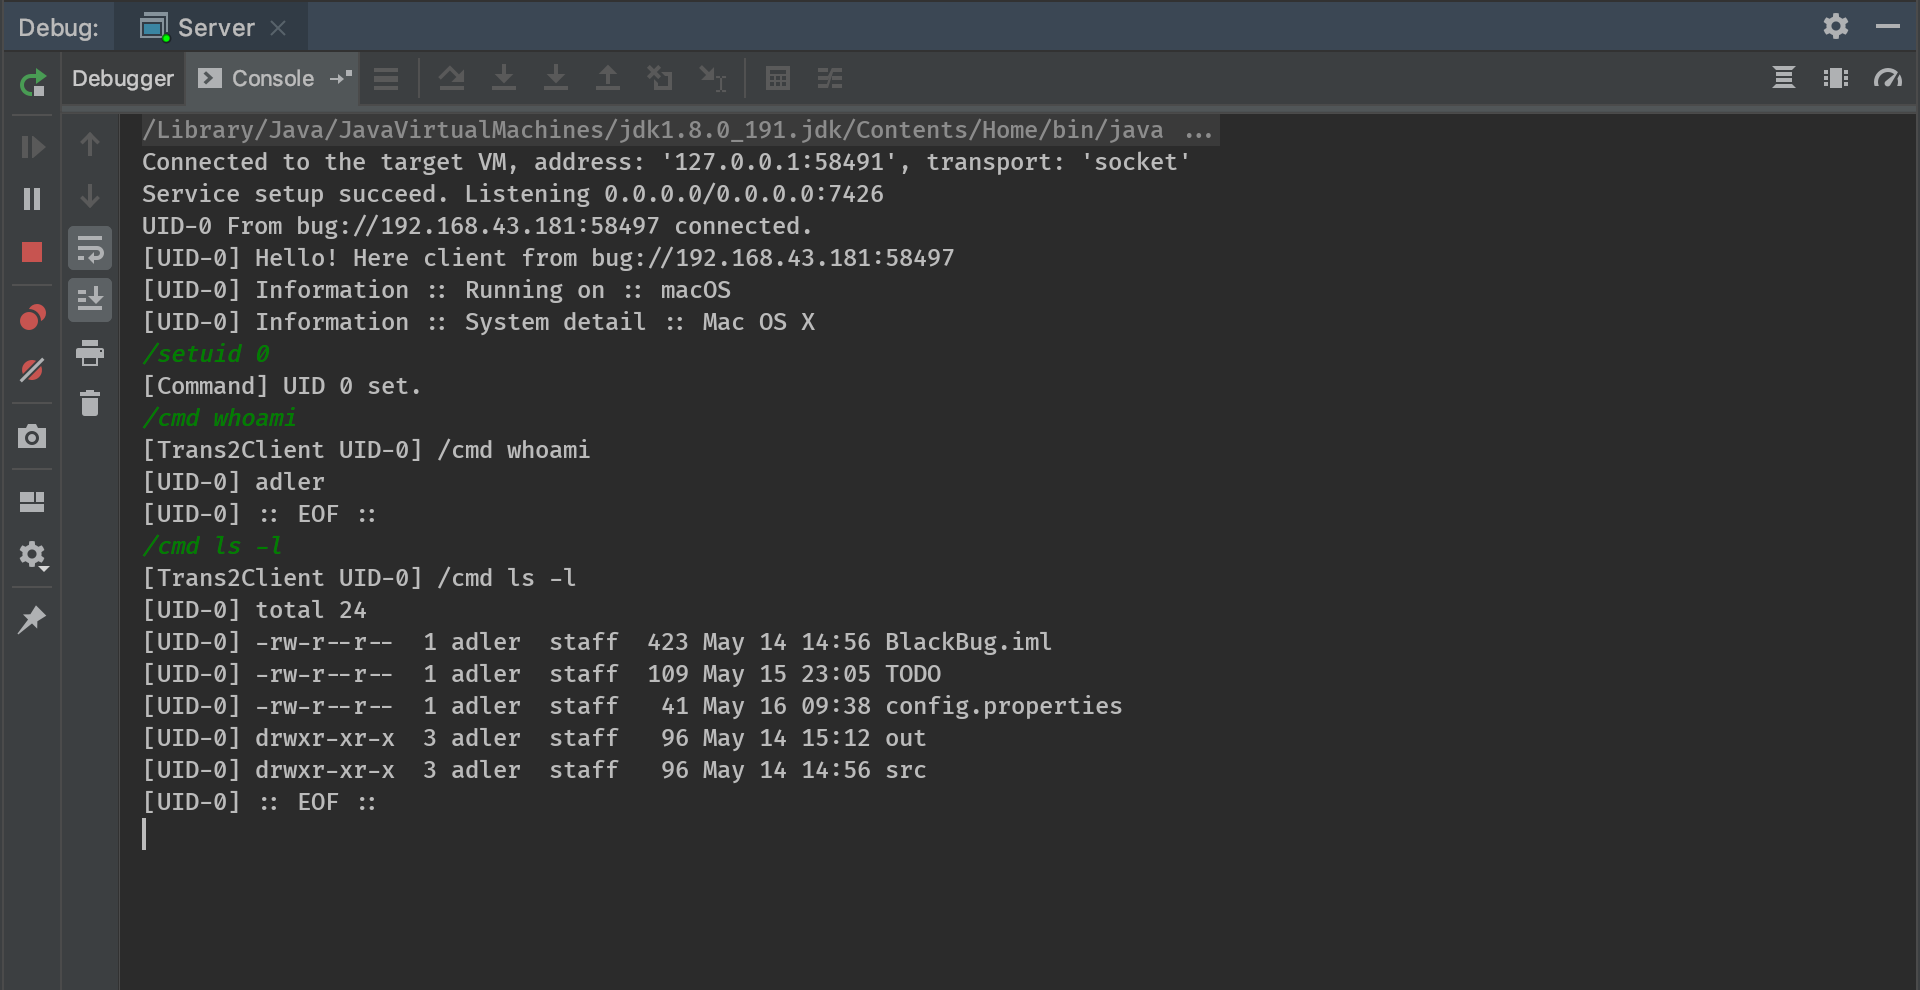 Debug: Server
Debugger Console
/Library/Java/JavaVirtualMachines/jdk1.8.0_191.jdk/Contents/Home/bin/java ...
Connected to the target VM, address: '127.0.0.1:58491', transport: 'socket'
Service setup succeed. Listening 0.0.0.0/0.0.0.0:7426
UID-0 From bug://192.168.43.181:58497 connected.
[UID-0] Hello! Here client from bug://192.168.43.181:58497
[UID-0] Information :: Running on :: macOS
[UID-0] Information :: System detail :: Mac OS X
/setuid 0
[Command] UID 0 set.
/cmd whoami
[Trans2Client UID-0] /cmd whoami
[UID-0] adler
[UID-0] :: EOF ::
/cmd ls -l
[Trans2Client UID-0] /cmd ls -l
[UID-0] total 24
[UID-0] -rw-r--r--  1 adler  staff  423 May 14 14:56 BlackBug.iml
[UID-0] -rw-r--r--  1 adler  staff  109 May 15 23:05 TODO
[UID-0] -rw-r--r--  1 adler  staff   41 May 16 09:38 config.properties
[UID-0] drwxr-xr-x  3 adler  staff   96 May 14 15:12 out
[UID-0] drwxr-xr-x  3 adler  staff   96 May 14 14:56 src
[UID-0] :: EOF ::